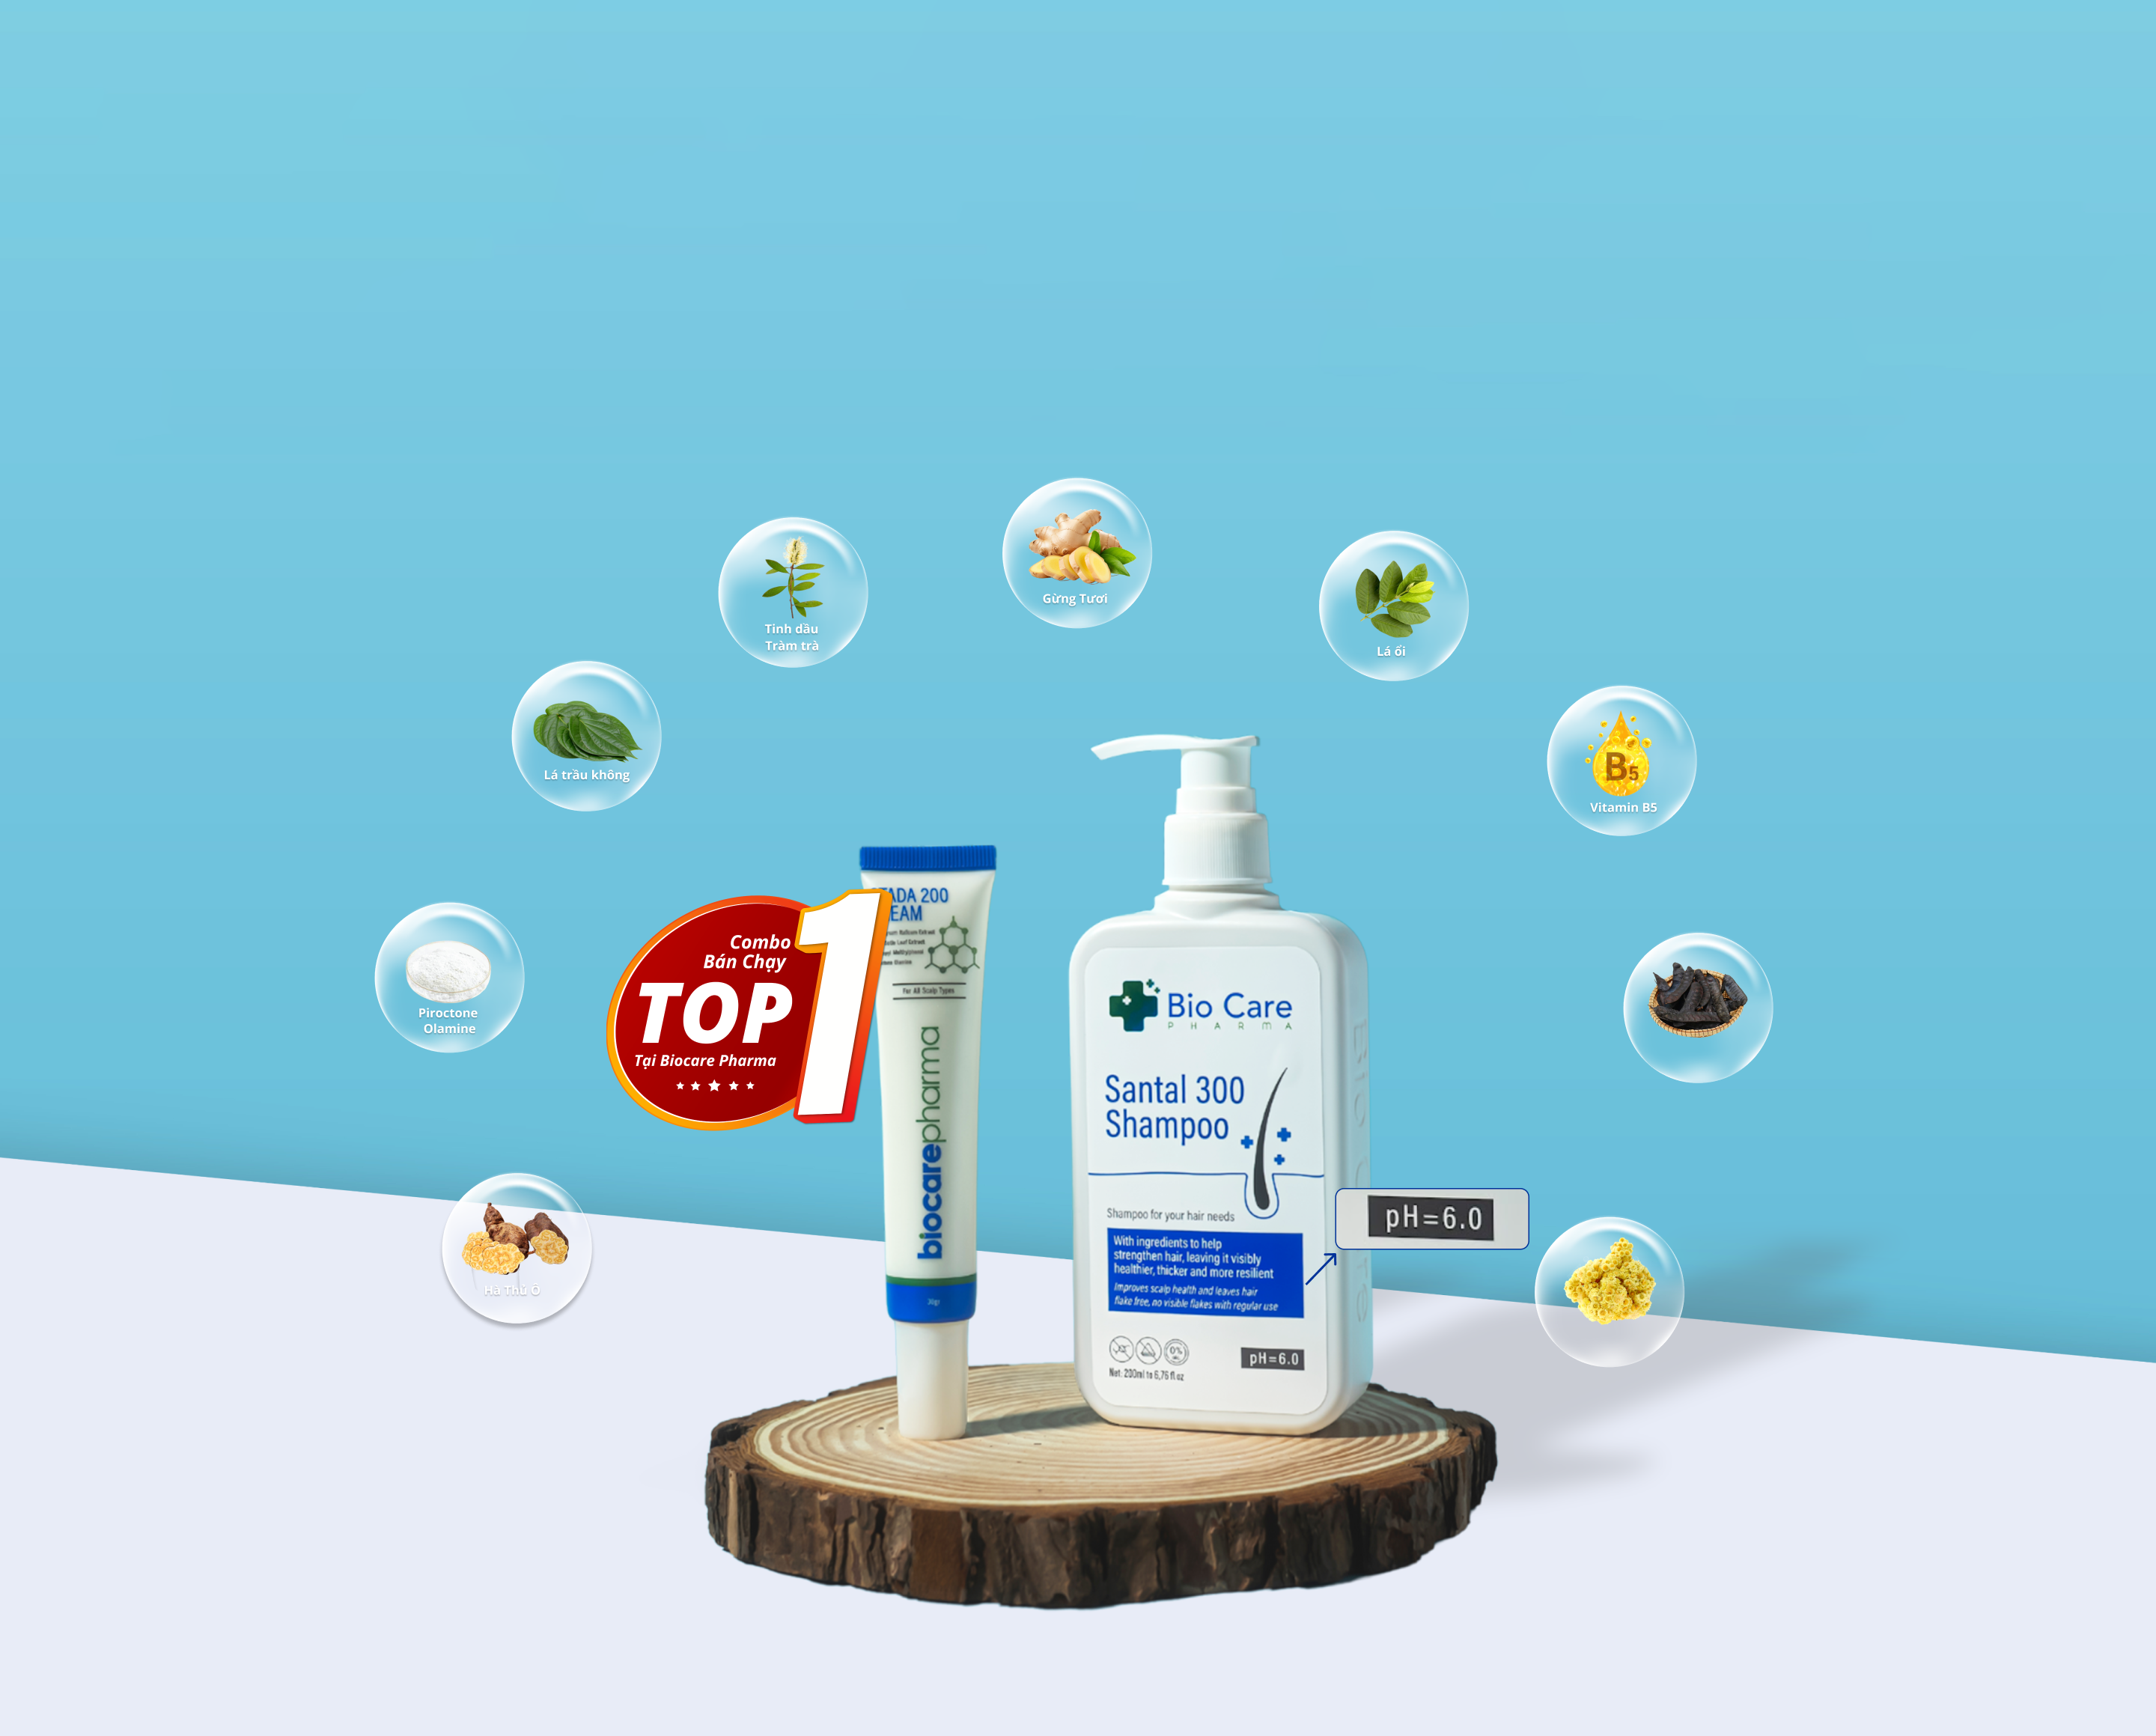 Gừng Tươi
Tinh dầu
Tràm trà
Lá ổi
Lá trầu không
B5
Vitamin B5
Piroctone
Olamine
Hà Thủ Ô
Combo
Bán Chạy
TOP 1
Tại Biocare Pharma
200
For All Scalp Types
biocarepharma
Bio Care
PHARMA
Santal 300
Shampoo
Shampoo for your hair needs
With ingredients to help
strengthen hair, leaving it visibly
healthier, thicker and more resilient
Improves scalp health and leaves hair
flake free, no visible flakes with regular use
0%
Net: 200ml to 6,76 fl oz
pH=6.0
pH=6.0